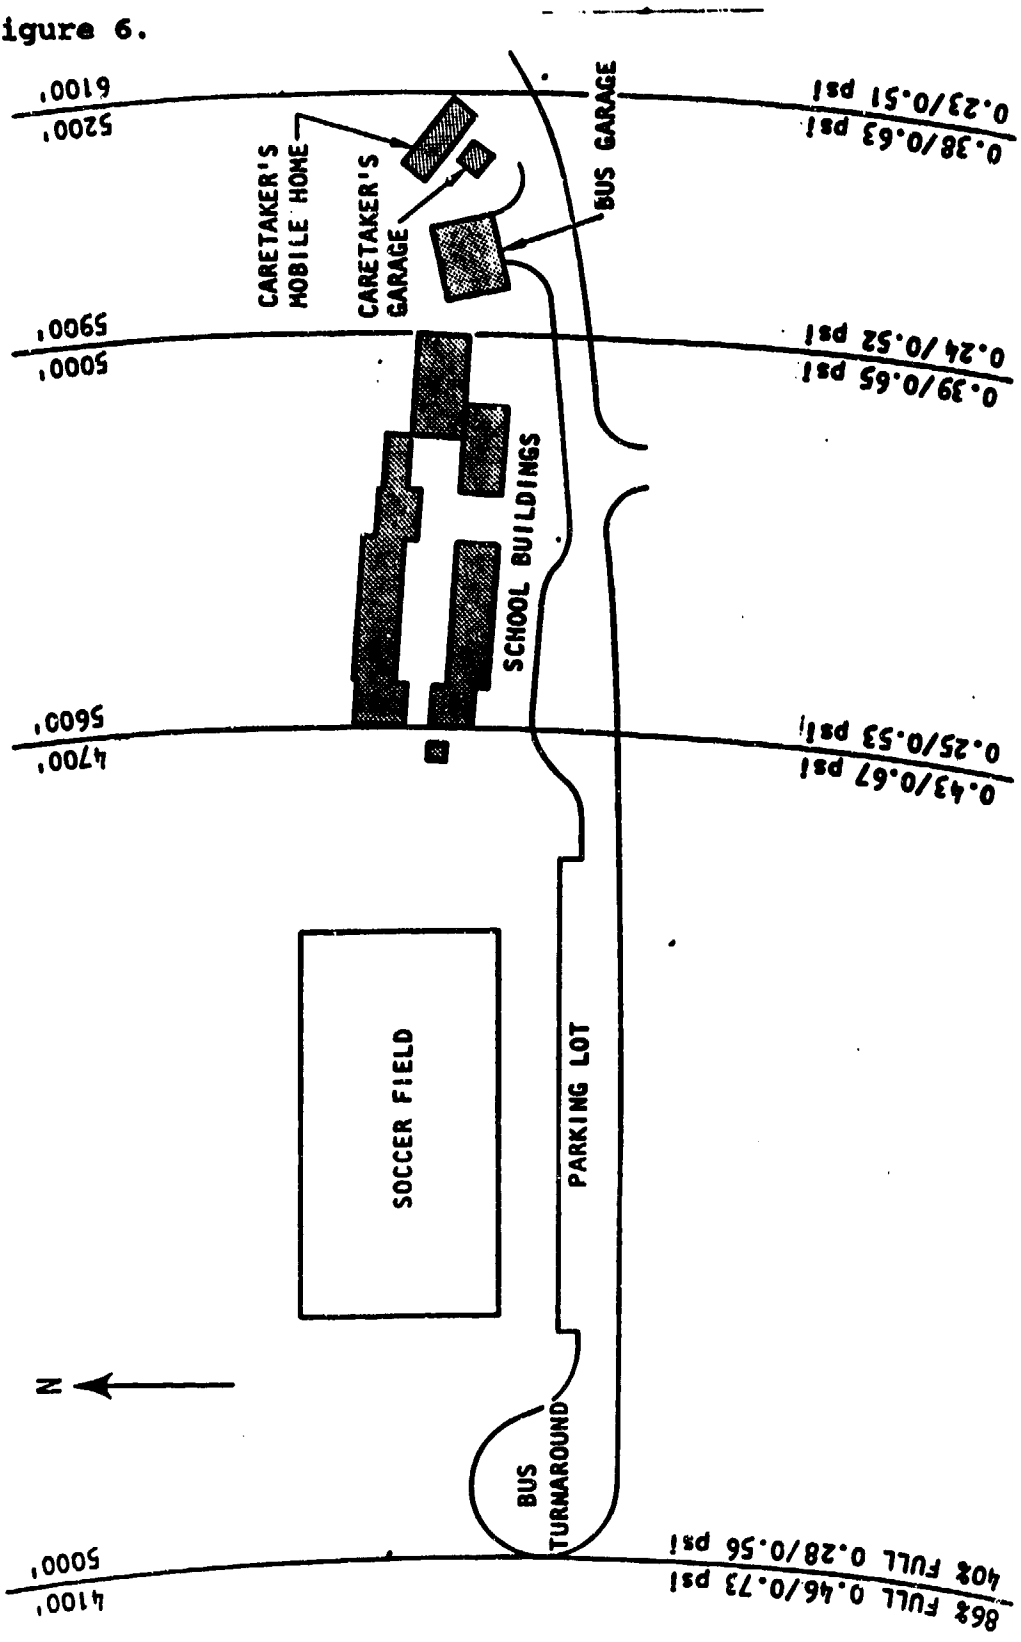 igure 6.
6100'
5200'
0.23/0.51 psi
0.38/0.63 psi
CARETAKER'S
MOBILE HOME
CARETAKER'S
GARAGE
BUS GARAGE
5900'
5000'
0.24/0.52 psi
0.39/0.65 psi
SCHOOL BUILDINGS
5600'
4700'
0.25/0.53 psi
0.43/0.67 psi
SOCCER FIELD
PARKING LOT
N
BUS
TURNAROUND
5000'
4100'
40% FULL 0.28/0.56 psi
86% FULL 0.46/0.73 psi